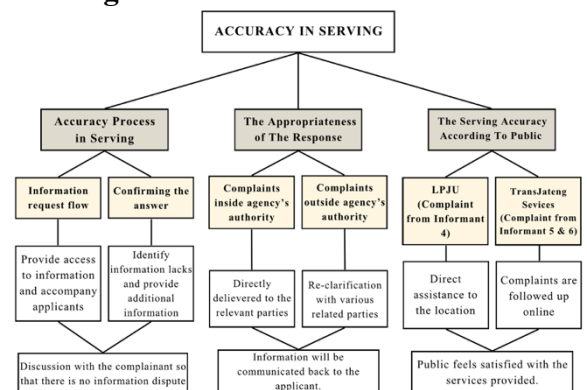 ACCURACY IN SERVING
Accuracy Process
in Serving
The Appropriateness
of The Response
The Serving Accuracy
According To Public
Information
request flow
Confirming the
answer
Complaints
inside agency's
authority
Complaints
outside agency's
authority
LPJU
(Complaint
from Informant
4)
TransJateng
Sevices
(Complaint from
Informant 5 & 6)
Provide access
to information
and accompany
applicants
Identify
information lacks
and provide
additional
information
Directly
delievered to the
relevant parties
Re-clarification
with various
related parties
Direct
assistance to
the location
Complaints are
followed up
online
Discussion with the complainant so
that there is no information dispute
Information will be
communicated back to the
applicant.
Public feels satisfied with the
services provided.